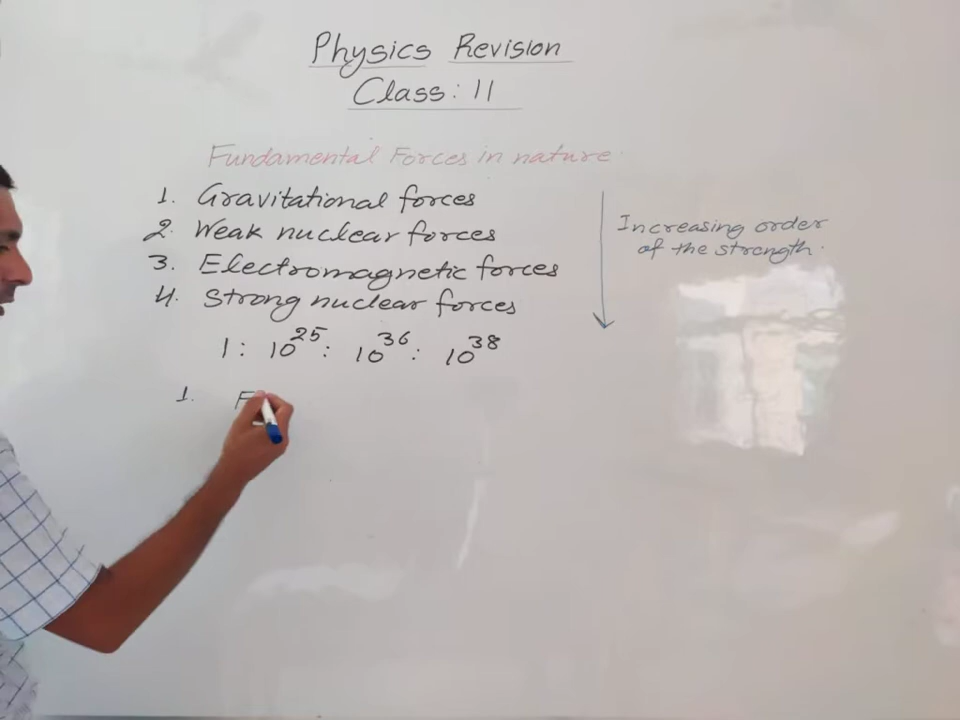 Physics Revision
Class: 11
Fundamental Forces in nature
1. Gravitational forces
2. Weak nuclear forces
3. Electromagnetic forces
4. Strong nuclear forces
Increasing order
of the strength.
1 : 10^25 : 10^36 : 10^38
1. F